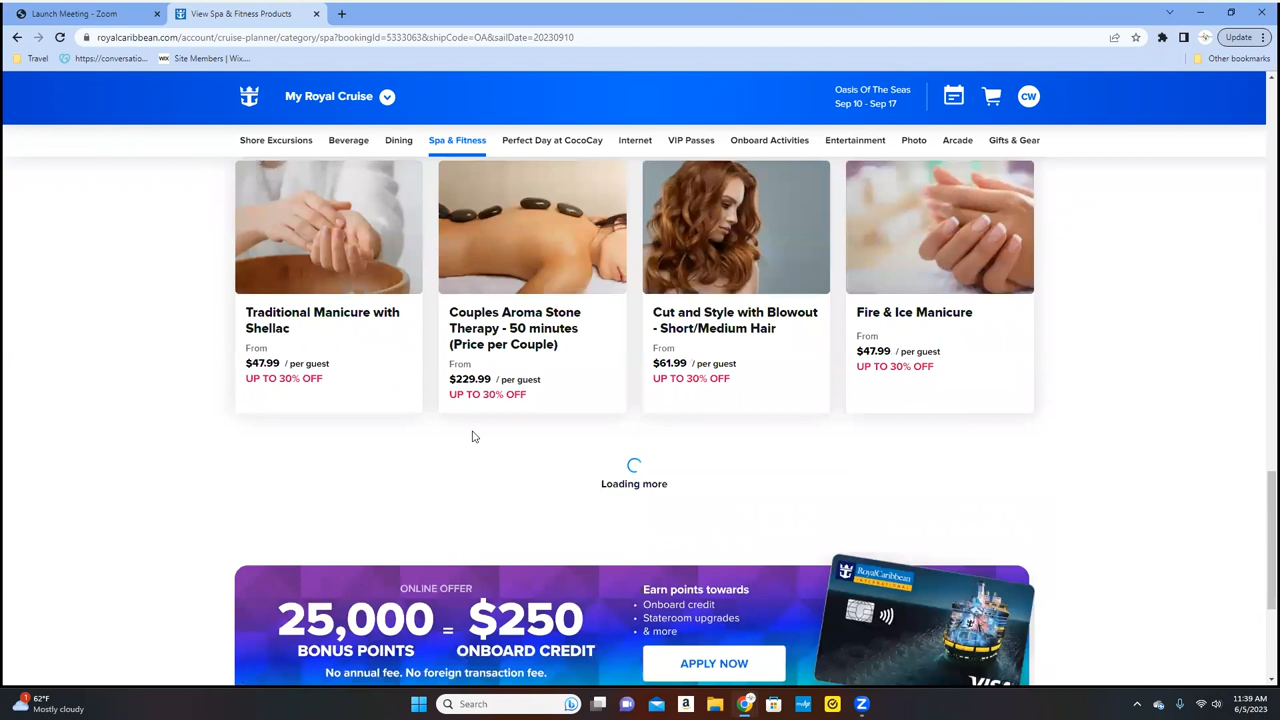 Launch Meeting - Zoom
View Spa & Fitness Products
royalcaribbean.com/account/cruise-planner/category/spa?bookingId=5333063&shipCode=OA&sailDate=20230910
Update
Travel
https://conversatio...
Site Members | Wix....
Other bookmarks
My Royal Cruise
Oasis Of The Seas
Sep 10 - Sep 17
CW
Shore Excursions Beverage Dining Spa & Fitness Perfect Day at CocoCay Internet VIP Passes Onboard Activities Entertainment Photo Arcade Gifts & Gear
Traditional Manicure with
Shellac
From
$47.99 / per guest
UP TO 30% OFF
Couples Aroma Stone
Therapy - 50 minutes
(Price per Couple)
From
$229.99 / per guest
UP TO 30% OFF
Cut and Style with Blowout
- Short/Medium Hair
From
$61.99 / per guest
UP TO 30% OFF
Fire & Ice Manicure
From
$47.99 / per guest
UP TO 30% OFF
Loading more
ONLINE OFFER
25,000 = $250
BONUS POINTS ONBOARD CREDIT
No annual fee. No foreign transaction fee.
Earn points towards
• Onboard credit
• Stateroom upgrades
• & more
APPLY NOW
RoyalCaribbean
INTERNATIONAL
VISA
1
62°F
Mostly cloudy
Search
11:39 AM
6/5/2023